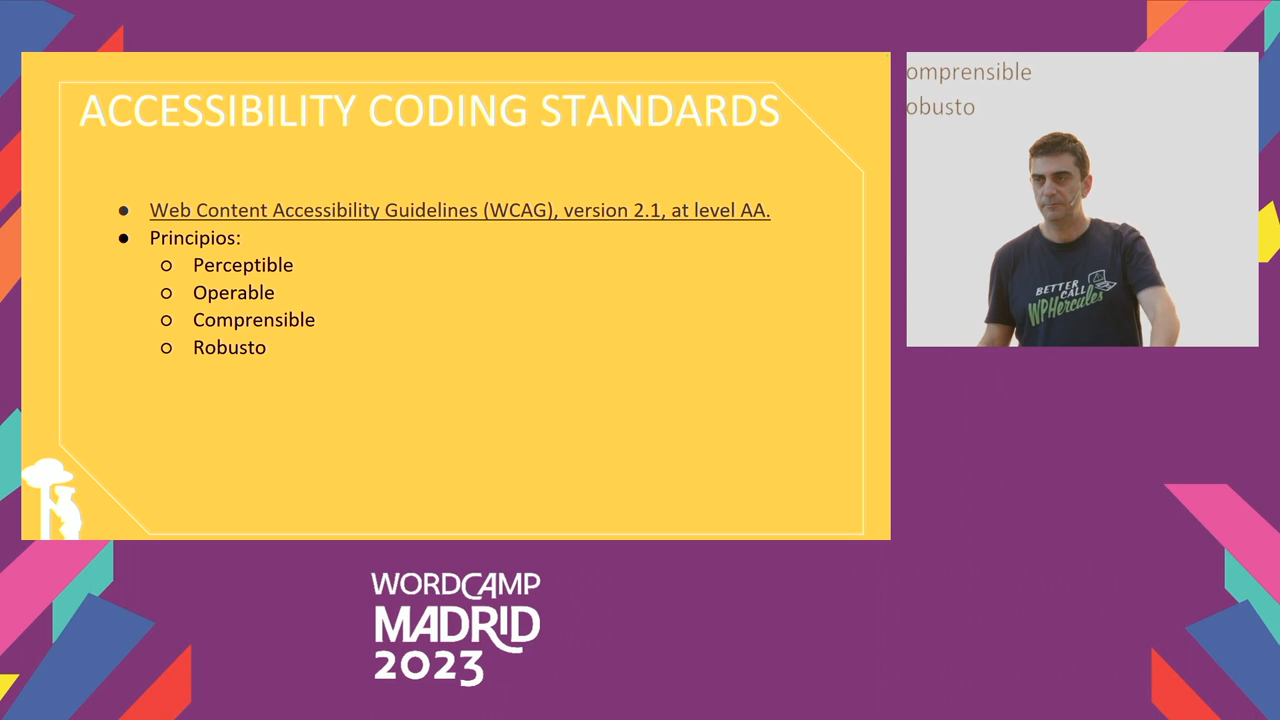 ACCESSIBILITY CODING STANDARDS
Web Content Accessibility Guidelines (WCAG), version 2.1, at level AA.
Principios:
Perceptible
Operable
Comprensible
Robusto
omprensible
obusto
BETTER
CALL
WPHercules
WORDCAMP
MADRID
2023